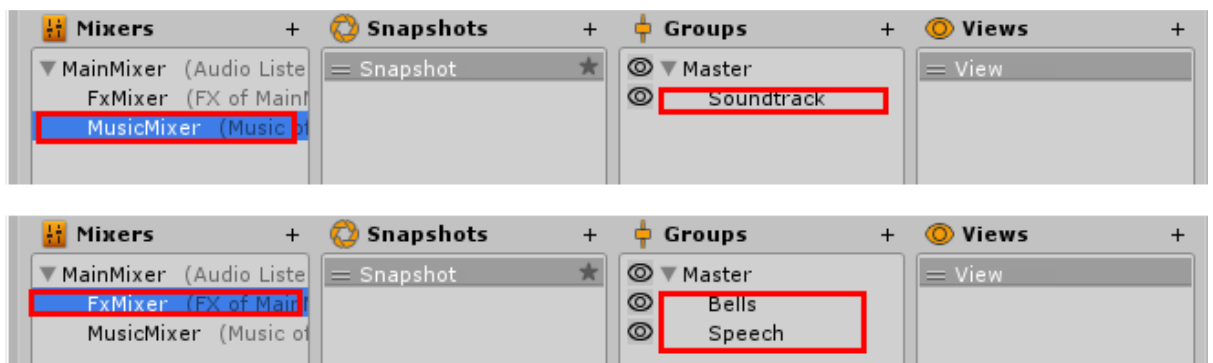 Mixers + Snapshots + Groups + Views +
MainMixer (Audio Liste Snapshot Master View
FxMixer (FX of Main Soundtrack
MusicMixer (Music of
Mixers + Snapshots + Groups + Views +
MainMixer (Audio Liste Snapshot Master View
FxMixer (FX of Main Bells
MusicMixer (Music of Speech